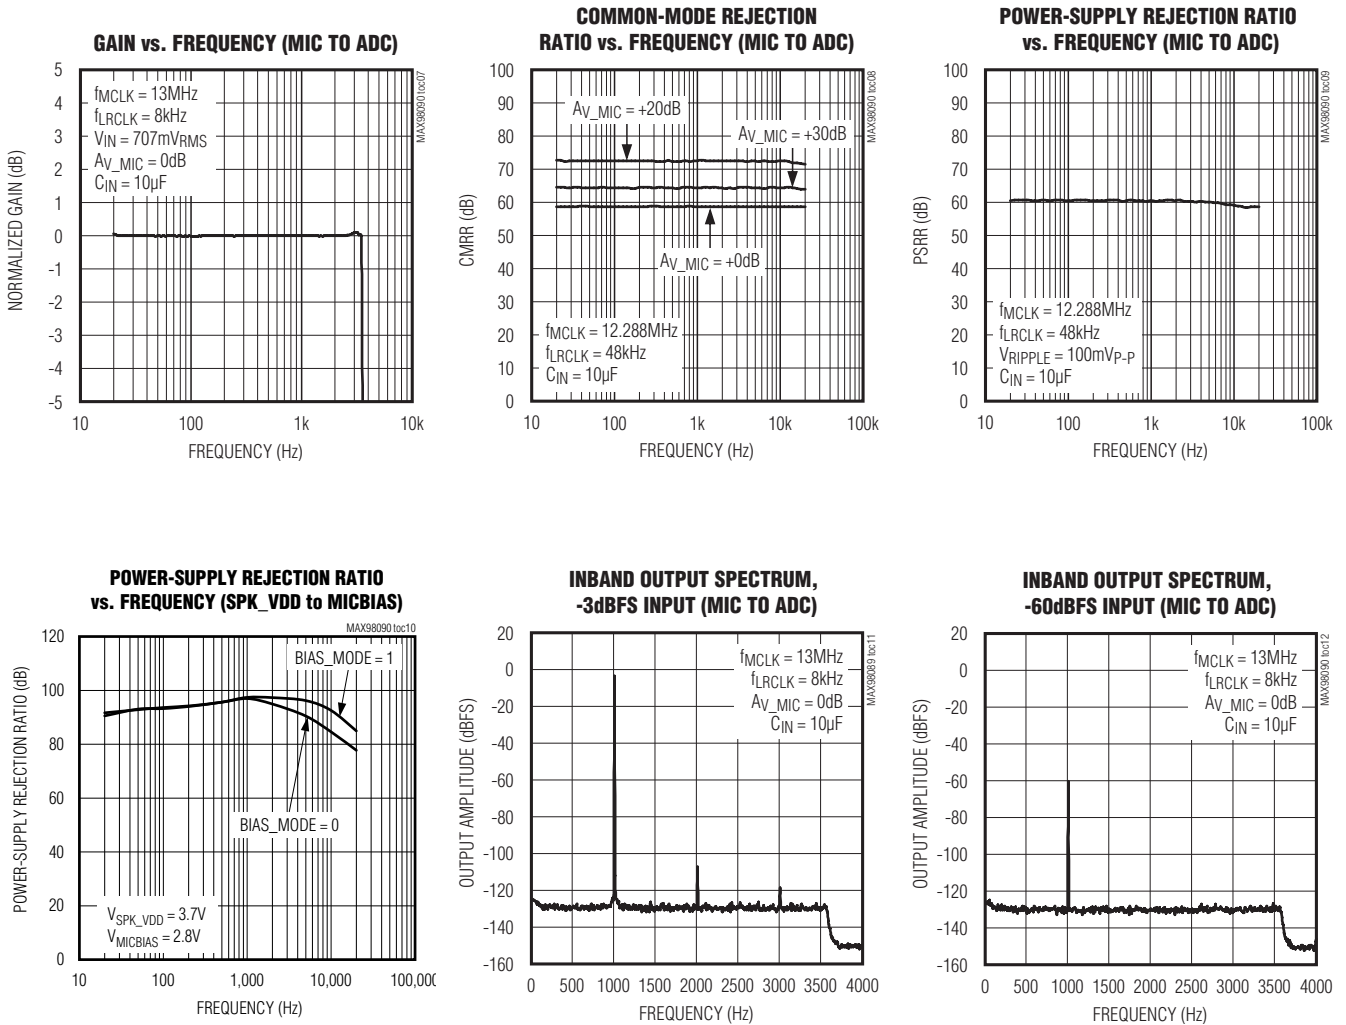 GAIN vs. FREQUENCY (MIC TO ADC)
MAX98090 toc07
NORMALIZED GAIN (dB)
5
4
3
2
1
0
-1
-2
-3
-4
-5
fMCLK = 13MHz
fLRCLK = 8kHz
VIN = 707mVRMS
AV_MIC = 0dB
CIN = 10µF
10
100
1k
10k
FREQUENCY (Hz)
COMMON-MODE REJECTION
RATIO vs. FREQUENCY (MIC TO ADC)
MAX98090 toc08
CMRR (dB)
100
90
80
70
60
50
40
30
20
10
0
AV_MIC = +20dB
AV_MIC = +30dB
AV_MIC = +0dB
fMCLK = 12.288MHz
fLRCLK = 48kHz
CIN = 10µF
10
100
1k
10k
100k
FREQUENCY (Hz)
POWER-SUPPLY REJECTION RATIO
vs. FREQUENCY (MIC TO ADC)
MAX98090 toc09
PSRR (dB)
100
90
80
70
60
50
40
30
20
10
0
fMCLK = 12.288MHz
fLRCLK = 48kHz
VRIPPLE = 100mVP-P
CIN = 10µF
10
100
1k
10k
100k
FREQUENCY (Hz)
POWER-SUPPLY REJECTION RATIO
vs. FREQUENCY (SPK_VDD to MICBIAS)
MAX98090 toc10
POWER-SUPPLY REJECTION RATIO (dB)
120
100
80
60
40
20
0
BIAS_MODE = 1
BIAS_MODE = 0
VSPK_VDD = 3.7V
VMICBIAS = 2.8V
10
100
1,000
10,000
100,00
FREQUENCY (Hz)
INBAND OUTPUT SPECTRUM,
-3dBFS INPUT (MIC TO ADC)
MAX98089 toc11
OUTPUT AMPLITUDE (dBFS)
20
0
-20
-40
-60
-80
-100
-120
-140
-160
fMCLK = 13MHz
fLRCLK = 8kHz
AV_MIC = 0dB
CIN = 10µF
0
500
1000
1500
2000
2500
3000
3500
4000
FREQUENCY (Hz)
INBAND OUTPUT SPECTRUM,
-60dBFS INPUT (MIC TO ADC)
MAX98090 toc12
OUTPUT AMPLITUDE (dBFS)
20
0
-20
-40
-60
-80
-100
-120
-140
-160
fMCLK = 13MHz
fLRCLK = 8kHz
AV_MIC = 0dB
CIN = 10µF
0
500
1000
1500
2000
2500
3000
3500
4000
FREQUENCY (Hz)